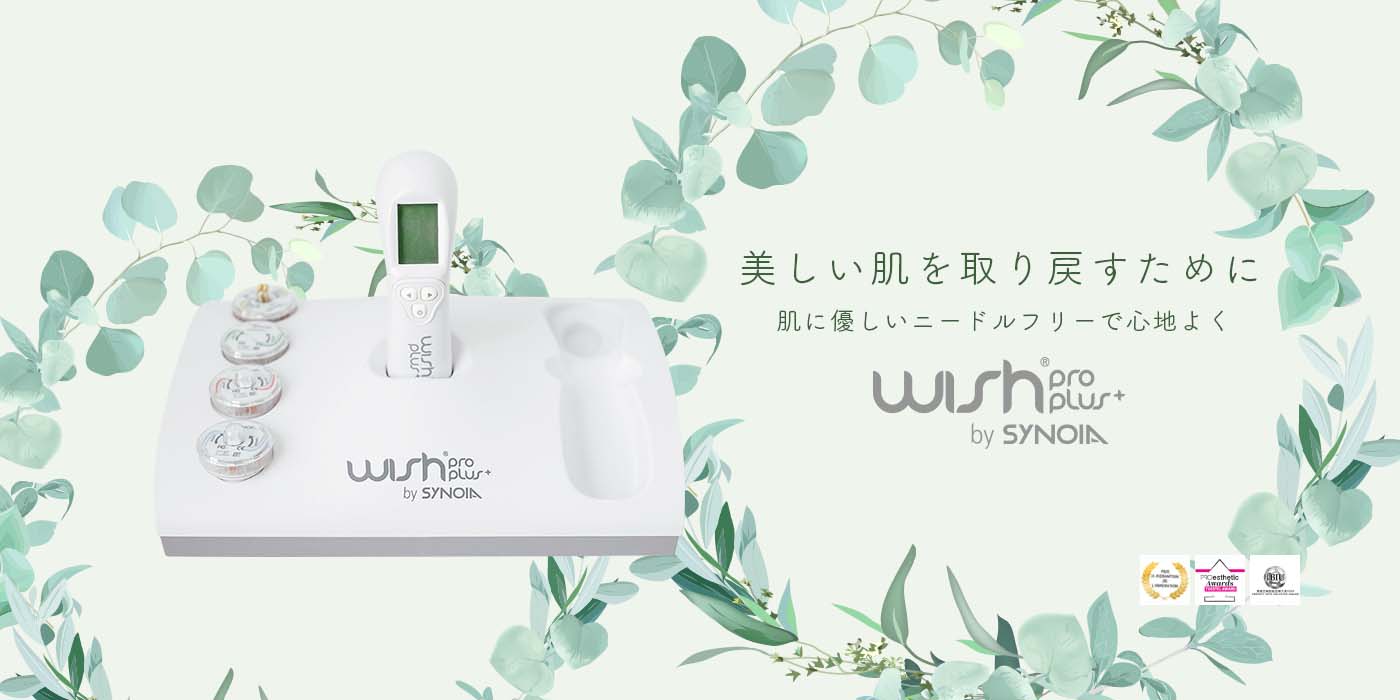 美しい肌を取り戻すために
肌に優しいニードルフリーで心地よく
wish® pro plus+
by SYNOIA
wish pro plus
wish® pro plus+
by SYNOIA
PROesthetic
Awards